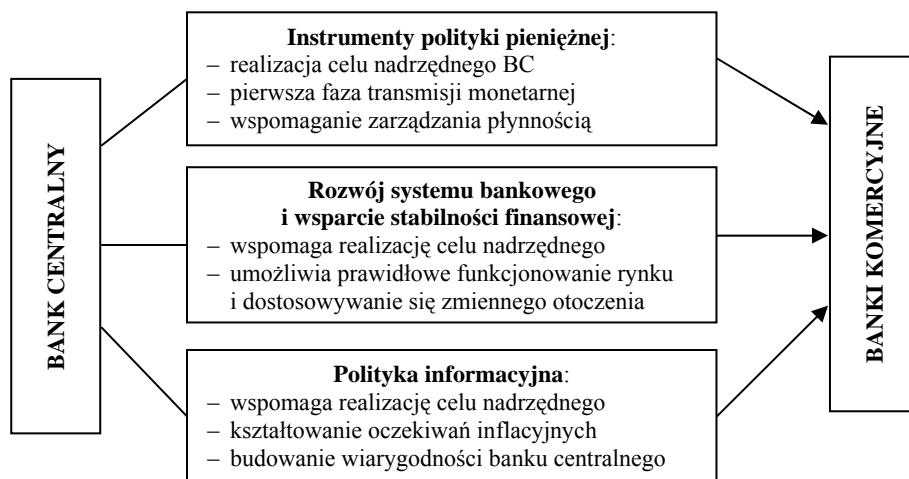 BANK CENTRALNY
Instrumenty polityki pieniężnej:
– realizacja celu nadrzędnego BC
– pierwsza faza transmisji monetarnej
– wspomaganie zarządzania płynnością
Rozwój systemu bankowego
i wsparcie stabilności finansowej:
– wspomaga realizację celu nadrzędnego
– umożliwia prawidłowe funkcjonowanie rynku
i dostosowywanie się zmiennego otoczenia
Polityka informacyjna:
– wspomaga realizację celu nadrzędnego
– kształtowanie oczekiwań inflacyjnych
– budowanie wiarygodności banku centralnego
BANKI KOMERCYJNE